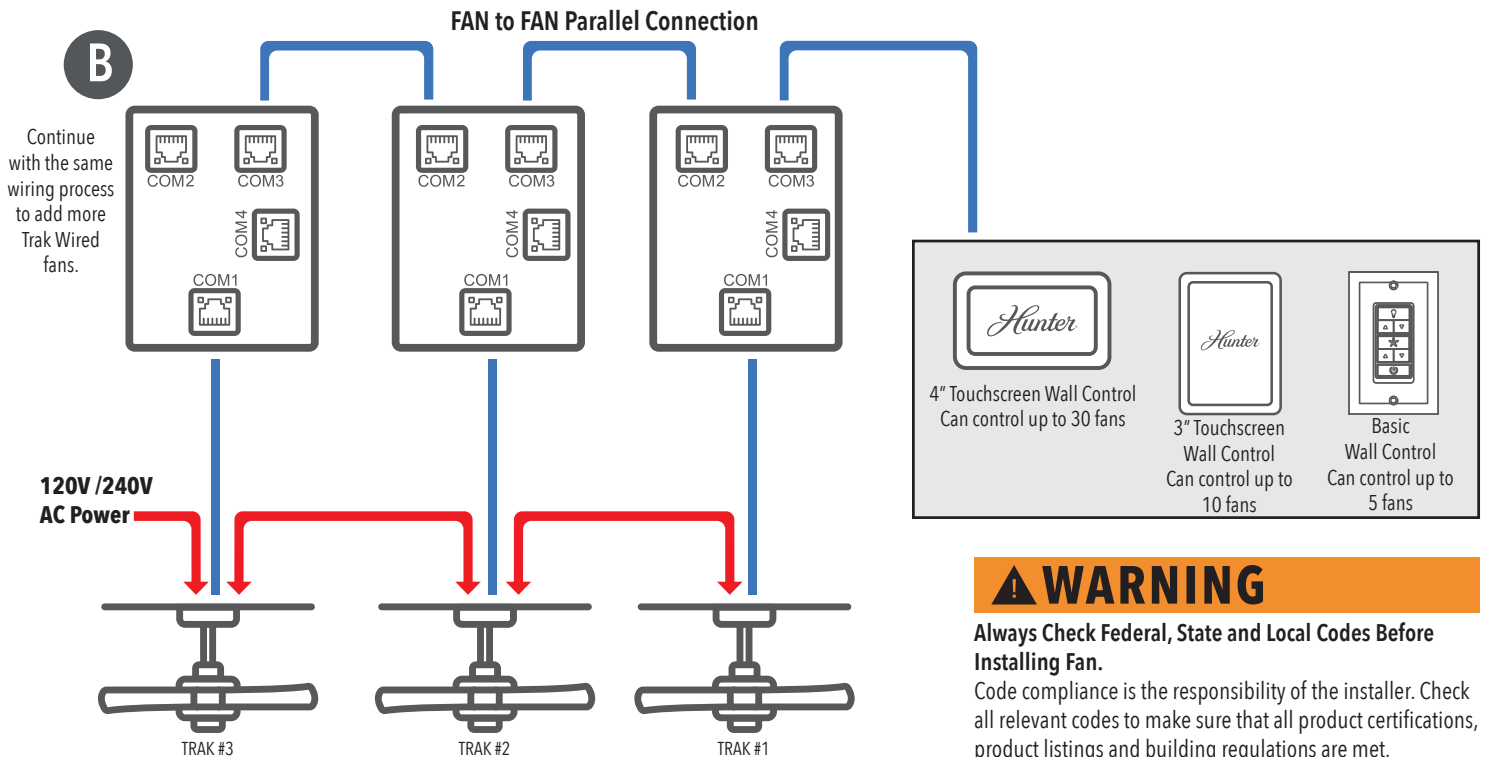 FAN to FAN Parallel Connection
B
Continue
with the same
wiring process
to add more
Trak Wired
fans.
COM2
COM3
COM4
COM1
COM2
COM3
COM4
COM1
COM2
COM3
COM4
COM1
Hunter
4” Touchscreen Wall Control
Can control up to 30 fans
Hunter
3” Touchscreen
Wall Control
Can control up to
10 fans
Basic
Wall Control
Can control up to
5 fans
120V /240V
AC Power
TRAK #3
TRAK #2
TRAK #1
WARNING
Always Check Federal, State and Local Codes Before
Installing Fan.
Code compliance is the responsibility of the installer. Check
all relevant codes to make sure that all product certifications,
product listings and building regulations are met.